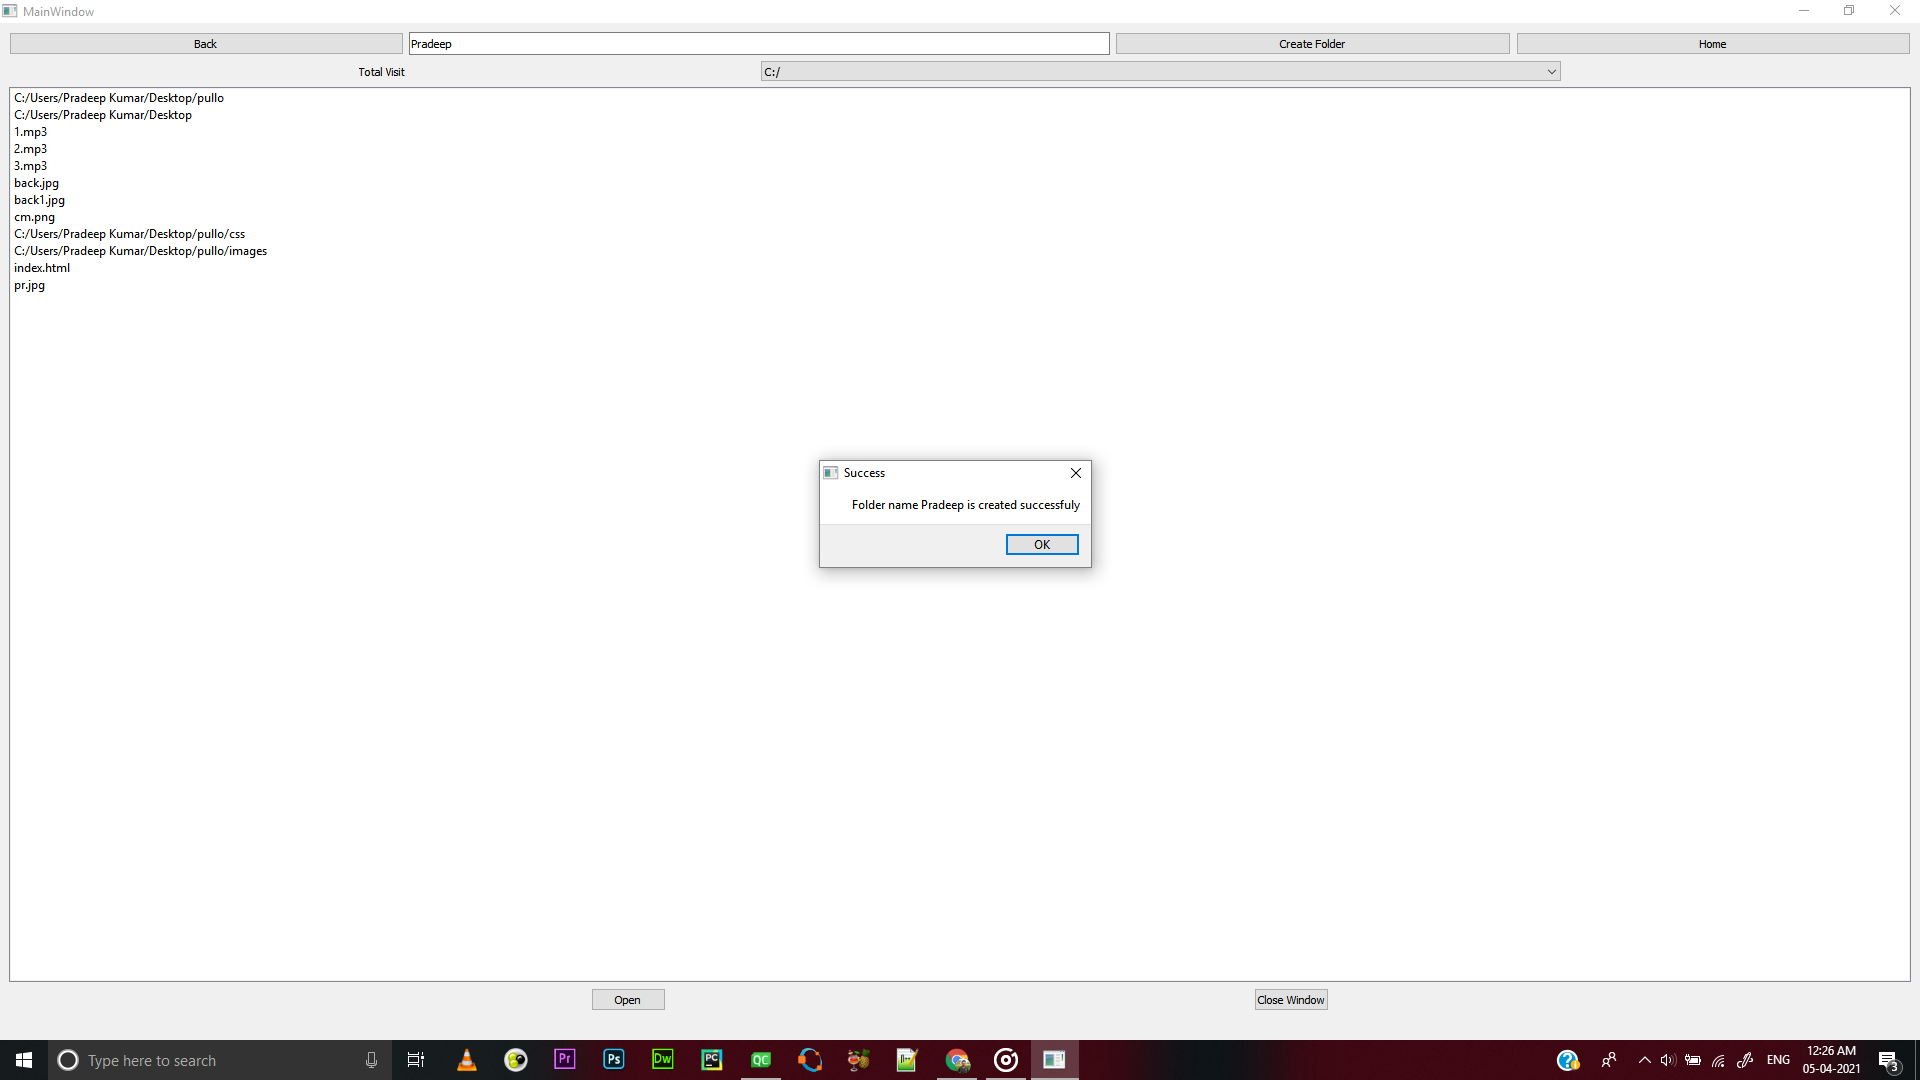 MainWindow
Back
Pradeep
Create Folder
Home
Total Visit
C:/
C:/Users/Pradeep Kumar/Desktop/pullo
C:/Users/Pradeep Kumar/Desktop
1.mp3
2.mp3
3.mp3
back.jpg
back1.jpg
cm.png
C:/Users/Pradeep Kumar/Desktop/pullo/css
C:/Users/Pradeep Kumar/Desktop/pullo/images
index.html
pr.jpg
Success
Folder name Pradeep is created successfuly
OK
Open
Close Window
Type here to search
Pr
Ps
Dw
PC
QC
ENG
12:26 AM
05-04-2021
3